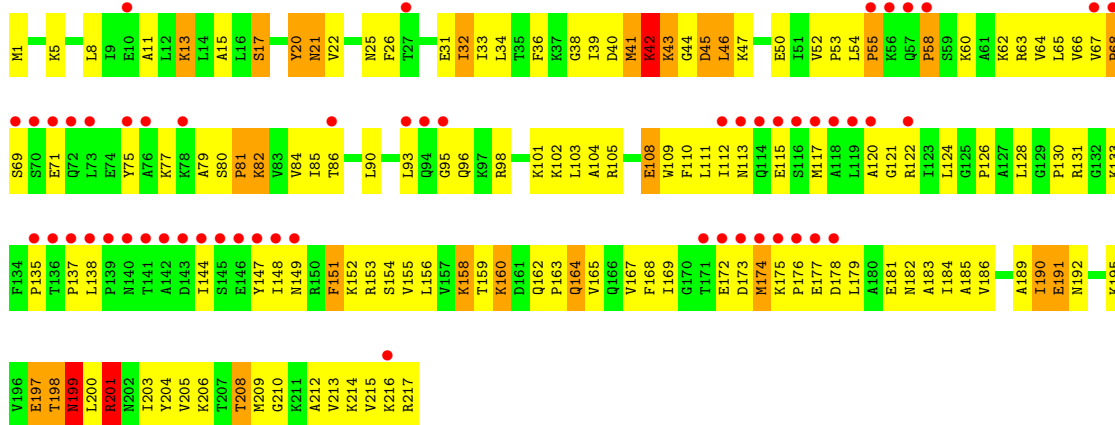 M1 K5 L8 I9 E10 A11 L12 K13 L14 A15 L16 S17 Y20 N21 V22 N25 F26 T27 E31 I32 I33 L34 T35 F36 K37 G38 I39 D40 M41 K42 K43 G44 D45 L46 K47 E50 I51 V52 P53 L54 P55 K56 Q57 P58 S59 K60 A61 K62 R63 V64 L65 V66 V67
S69 S70 E71 Q72 L73 E74 Y75 A76 K77 K78 A79 S80 P81 K82 V83 V84 I85 T86 L90 L93 Q94 G95 Q96 K97 R98 K101 K102 L103 A104 R105 E108 W109 F110 L111 I112 N113 Q114 E115 S116 M117 A118 L119 A120 G121 R122 I123 L124 G125 P126 A127 L128 G129 P130 R131 G132 K133
F134 P135 T136 P137 L138 P139 N140 T141 A142 D143 I144 S145 E146 Y147 I148 N149 R150 F151 K152 R153 S154 V155 L156 V157 K158 T159 K160 D161 Q162 P163 Q164 V165 Q166 V167 F168 I169 G170 T171 E172 D173 M174 K175 P176 E177 D178 L179 A180 E181 N182 A183 I184 A185 V186 A189 I190 E191 N192 K195
V196 E197 T198 N199 L200 R201 N202 I203 Y204 V205 K206 T207 T208 M209 G210 K211 A212 V213 K214 V215 K216 R217